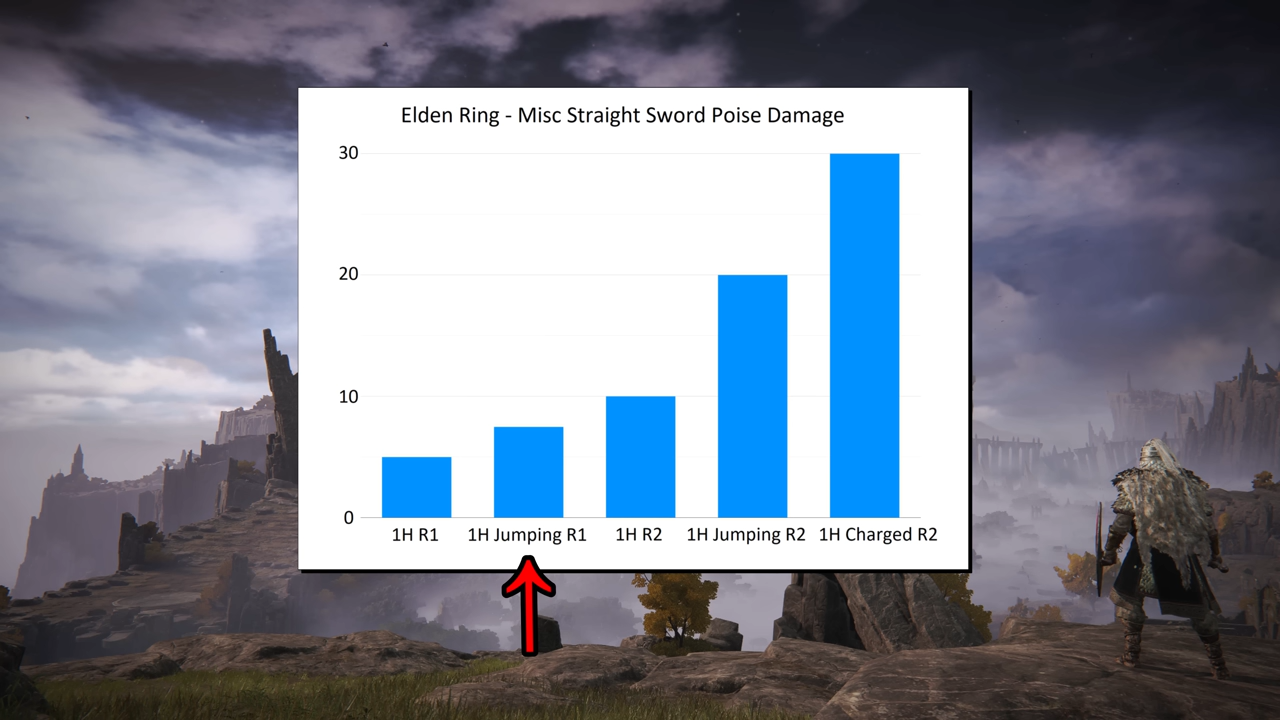 Elden Ring - Misc Straight Sword Poise Damage
30
20
10
0
1H R1 1H Jumping R1 1H R2 1H Jumping R2 1H Charged R2